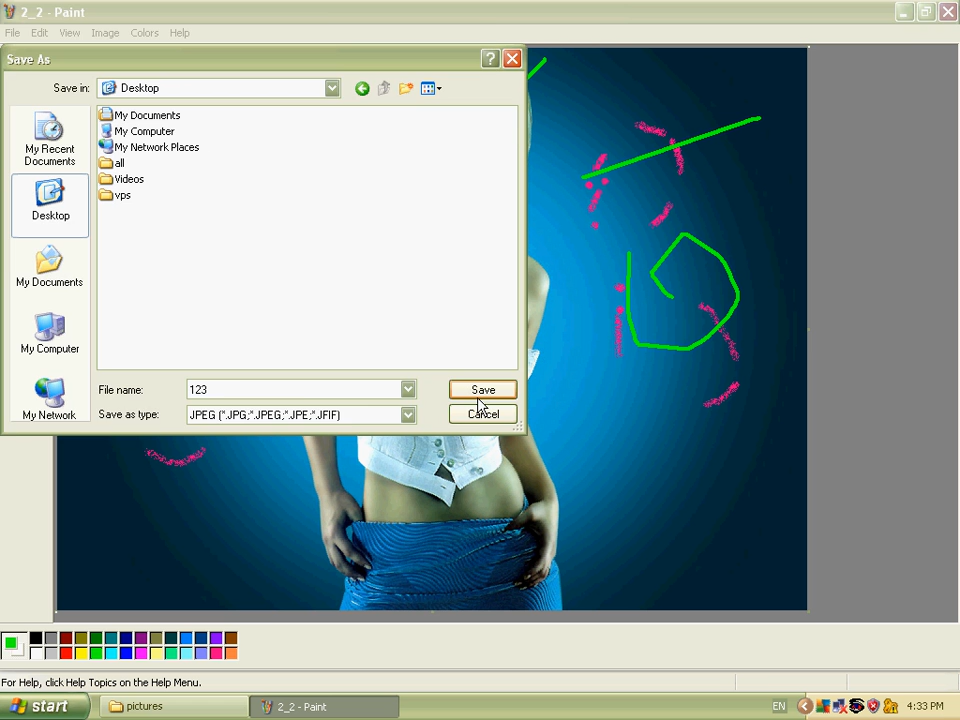 2_2 - Paint
File Edit View Image Colors Help
Save As
Save in: Desktop
My Recent Documents
Desktop
My Documents
My Computer
My Network
My Documents
My Computer
My Network Places
all
Videos
vps
File name: 123 Save
Save as type: JPEG (*.JPG;*.JPEG;*.JPE;*.JFIF) Cancel
For Help, click Help Topics on the Help Menu.
start pictures 2_2 - Paint EN 4:33 PM